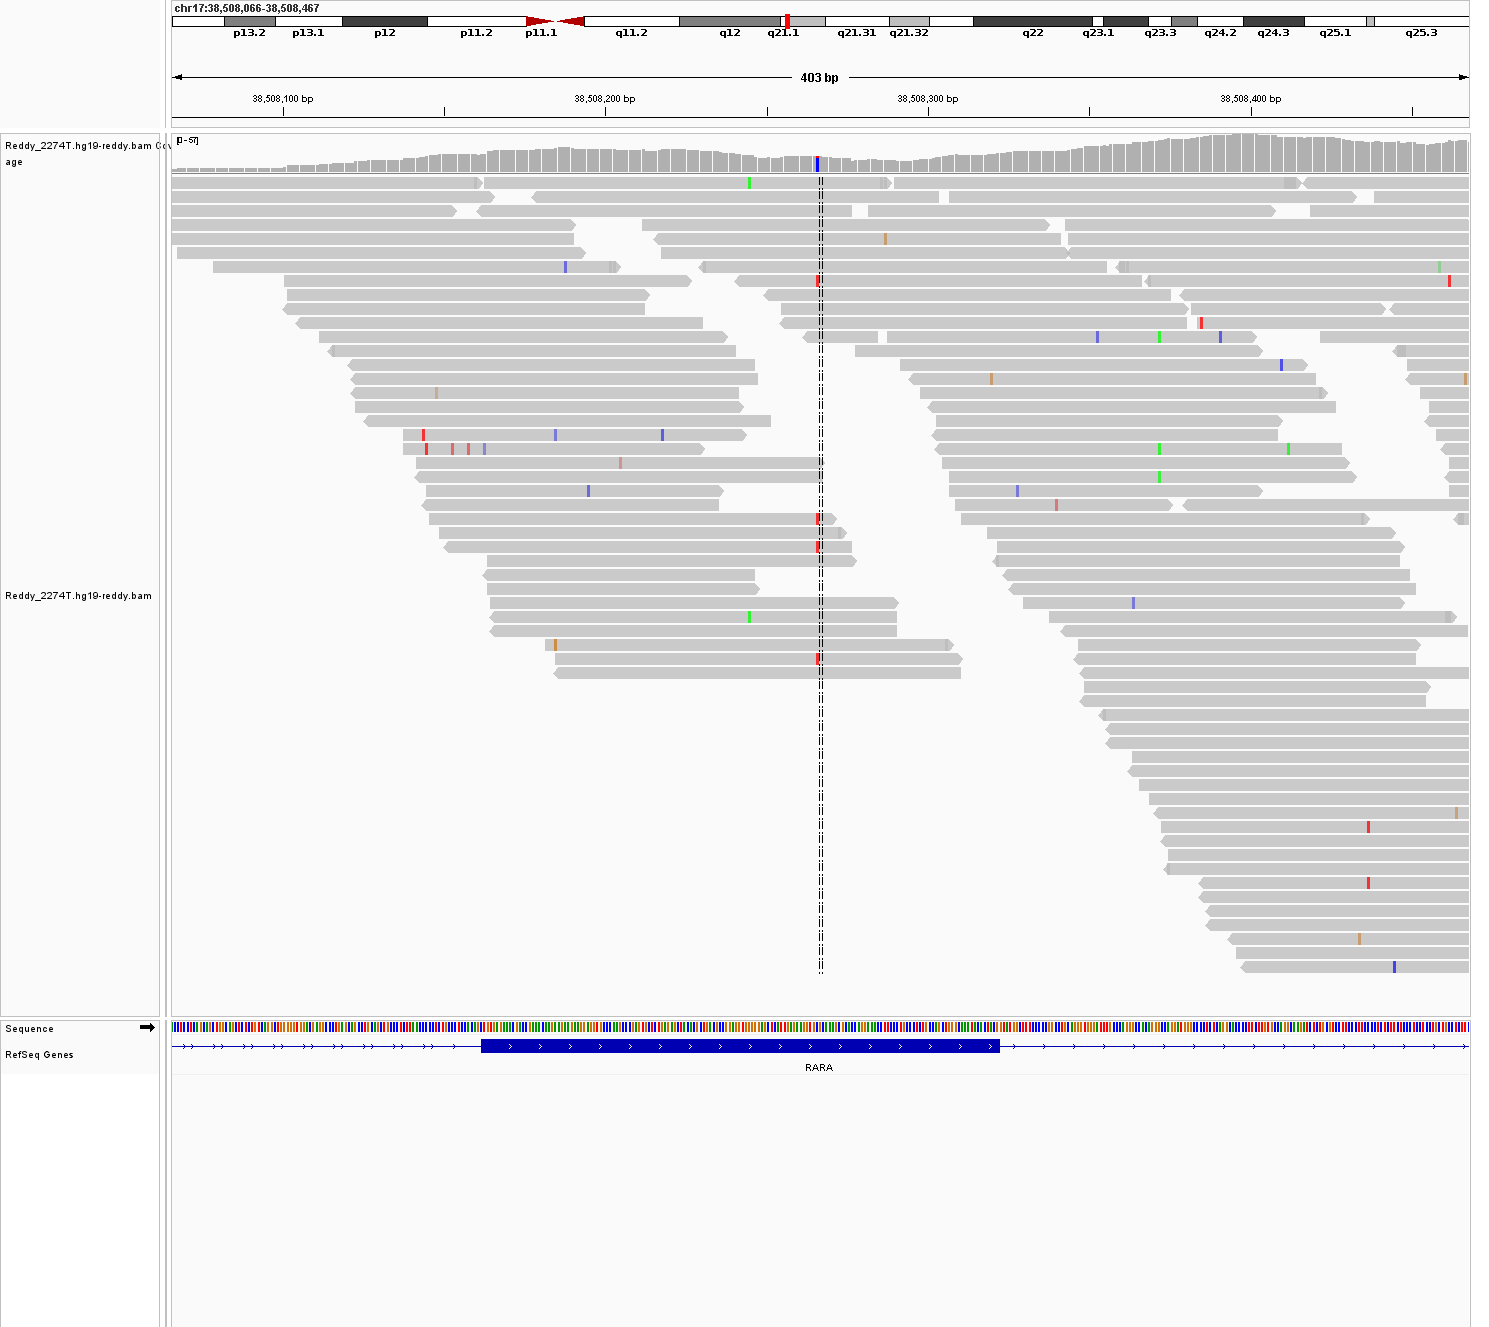 chr17:38,508,066-38,508,467
p13.2 p13.1 p12 p11.2 p11.1 q11.2 q12 q21.1 q21.31 q21.32 q22 q23.1 q23.3 q24.2 q24.3 q25.1 q25.3
403 bp
38,508,100 bp 38,508,200 bp 38,508,300 bp 38,508,400 bp
[0 - 57]
Reddy_2274T.hg19-reddy.bam Cov
age
Reddy_2274T.hg19-reddy.bam
Sequence
RefSeq Genes
RARA